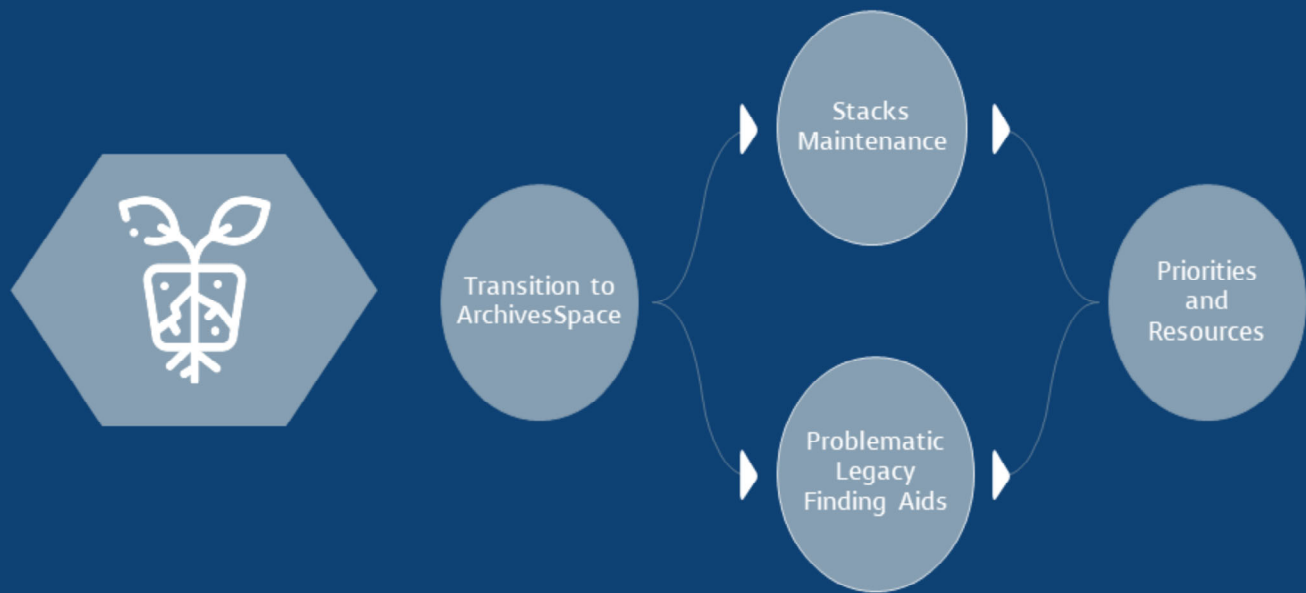 Transition to
ArchivesSpace
Stacks
Maintenance
Problematic
Legacy
Finding Aids
Priorities
and
Resources